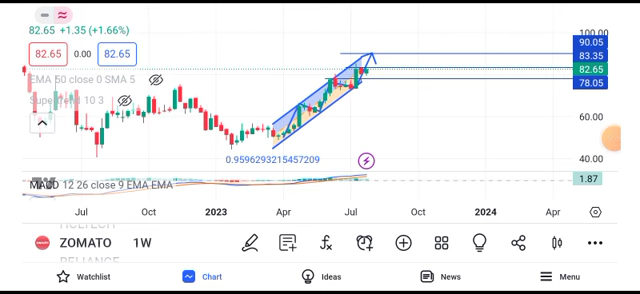 82.65 +1.35 (+1.66%)
82.65 0.00 82.65
EMA 50 close 0 SMA 5
SuperTrend 10 3
0.9596293215457209
MACD 12 26 close 9 EMA EMA
100.00
90.05
83.35
82.65
78.05
60.00
40.00
1.87
Jul Oct 2023 Apr Jul Oct 2024 Apr
ZOMATO 1W
RELIANCE
Watchlist Chart Ideas News Menu